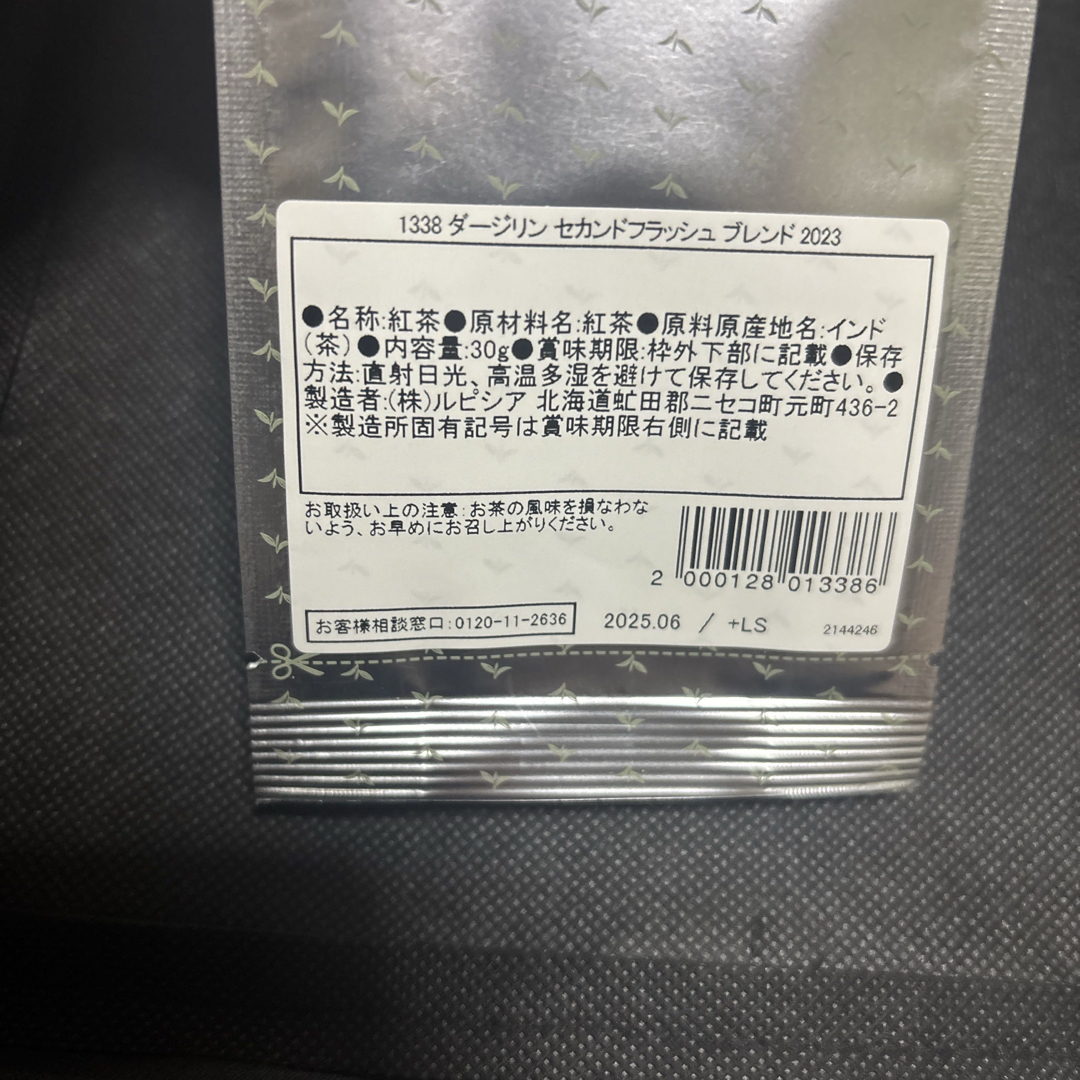 1338 ダージリン セカンドフラッシュ ブレンド 2023
●名称:紅茶●原材料名:紅茶●原料原産地名:インド
(茶)●内容量:30g●賞味期限:枠外下部に記載●保存
方法:直射日光、高温多湿を避けて保存してください。●
製造者:(株)ルピシア 北海道虻田郡ニセコ町元町436-2
※製造所固有記号は賞味期限右側に記載
お取扱い上の注意:お茶の風味を損なわな
いよう、お早めにお召し上がりください。
2 000128 013386
お客様相談窓口:0120-11-2636
2025.06 / +LS
2144246